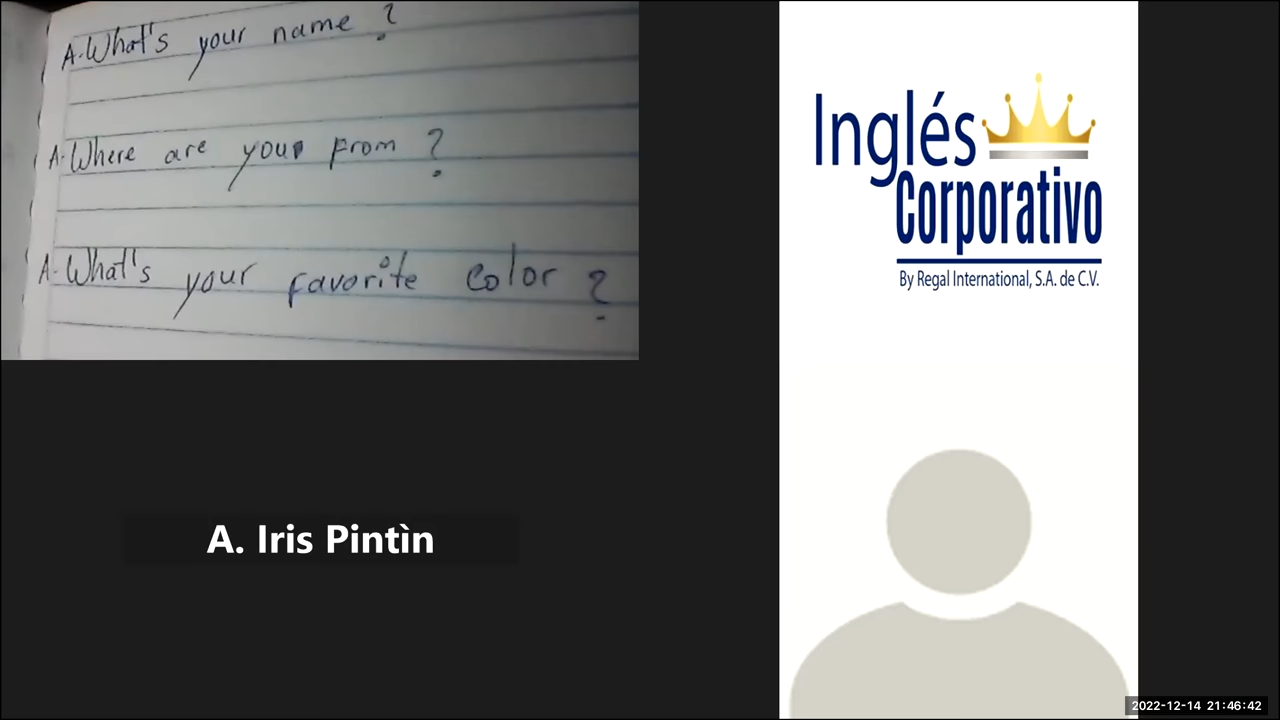 A. What's your name ?
A. Where are you from ?
A. What's your favorite color ?
Inglés
Corporativo
By Regal International, S.A. de C.V.
A. Iris Pintìn
2022-12-14 21:46:42